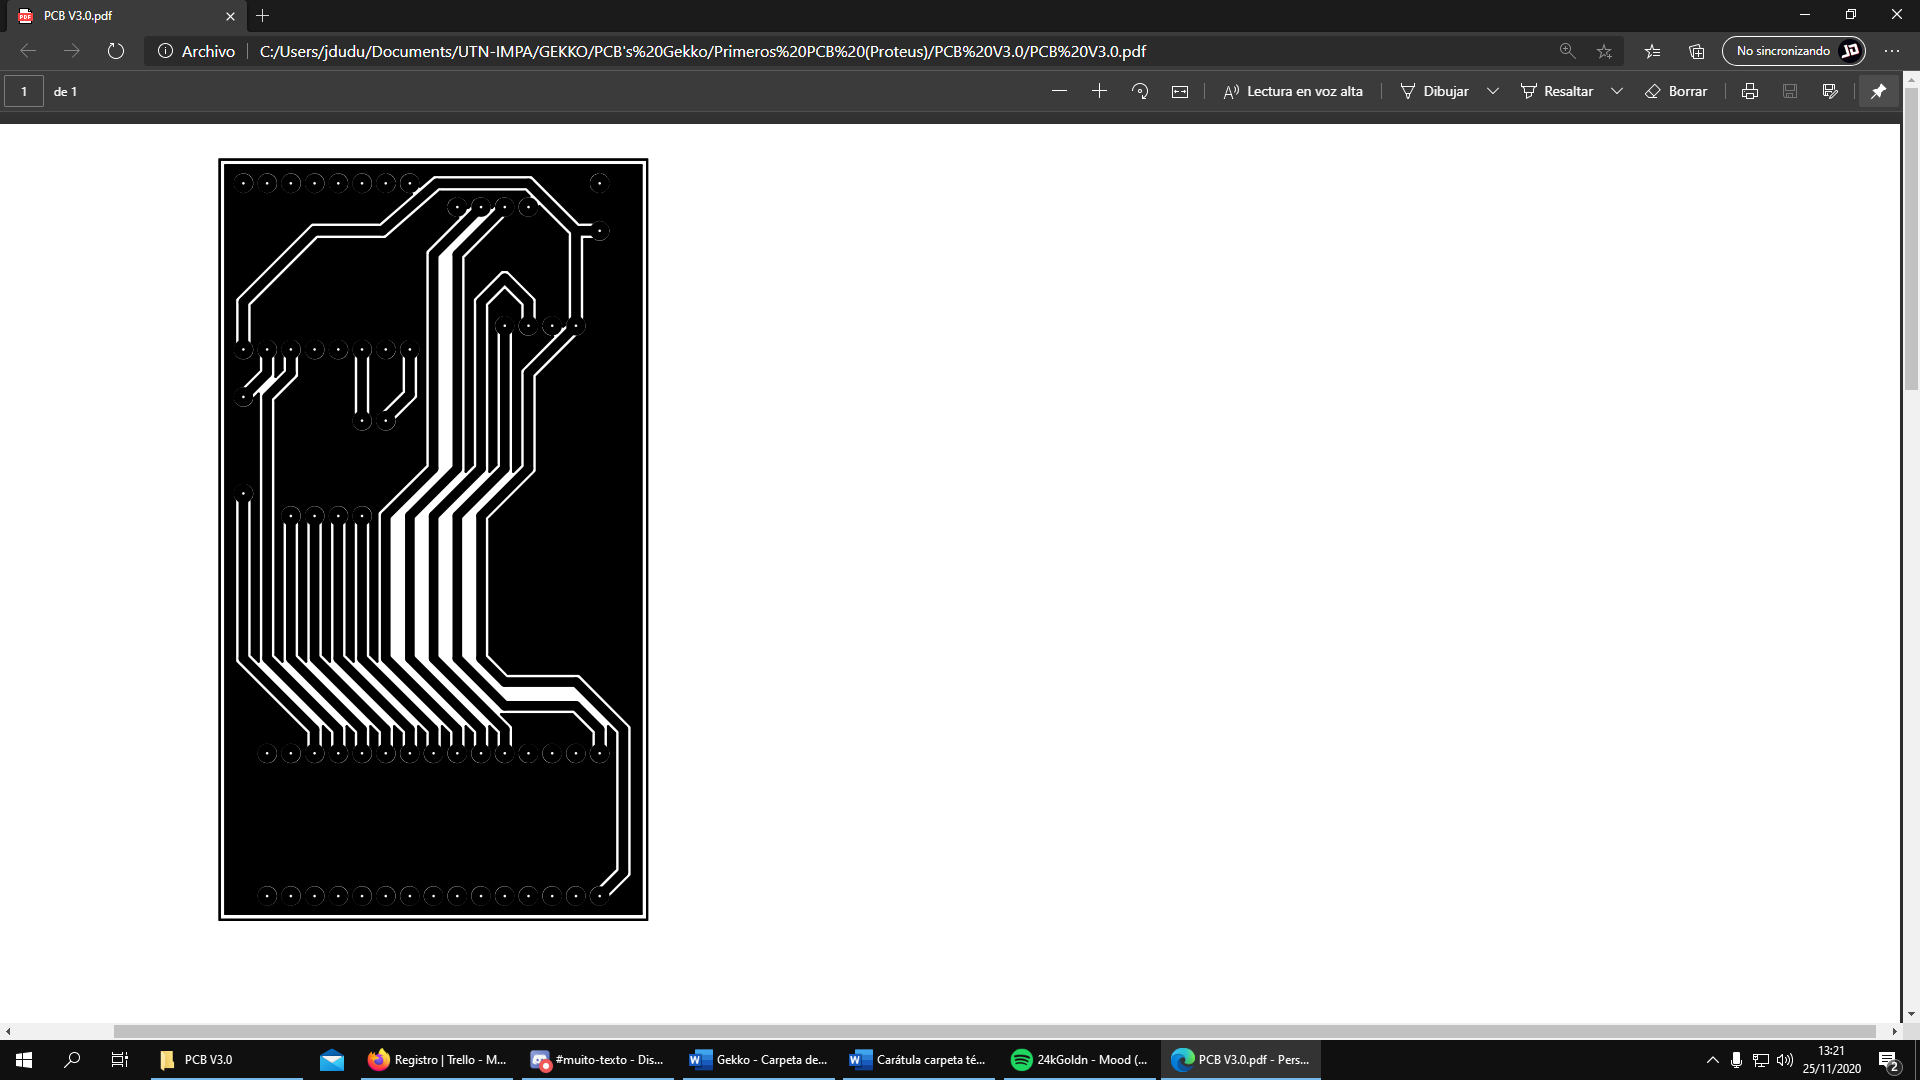 PCB V3.0.pdf
Archivo
C:/Users/jdudu/Documents/UTN-IMPA/GEKKO/PCB's%20Gekko/Primeros%20PCB%20(Proteus)/PCB%20V3.0/PCB%20V3.0.pdf
No sincronizando
1 de 1
Lectura en voz alta
Dibujar
Resaltar
Borrar
PCB V3.0
Registro | Trello - M...
#muito-texto - Dis...
Gekko - Carpeta de...
Carátula carpeta té...
24kGoldn - Mood (...
PCB V3.0.pdf - Pers...
13:21
25/11/2020
2